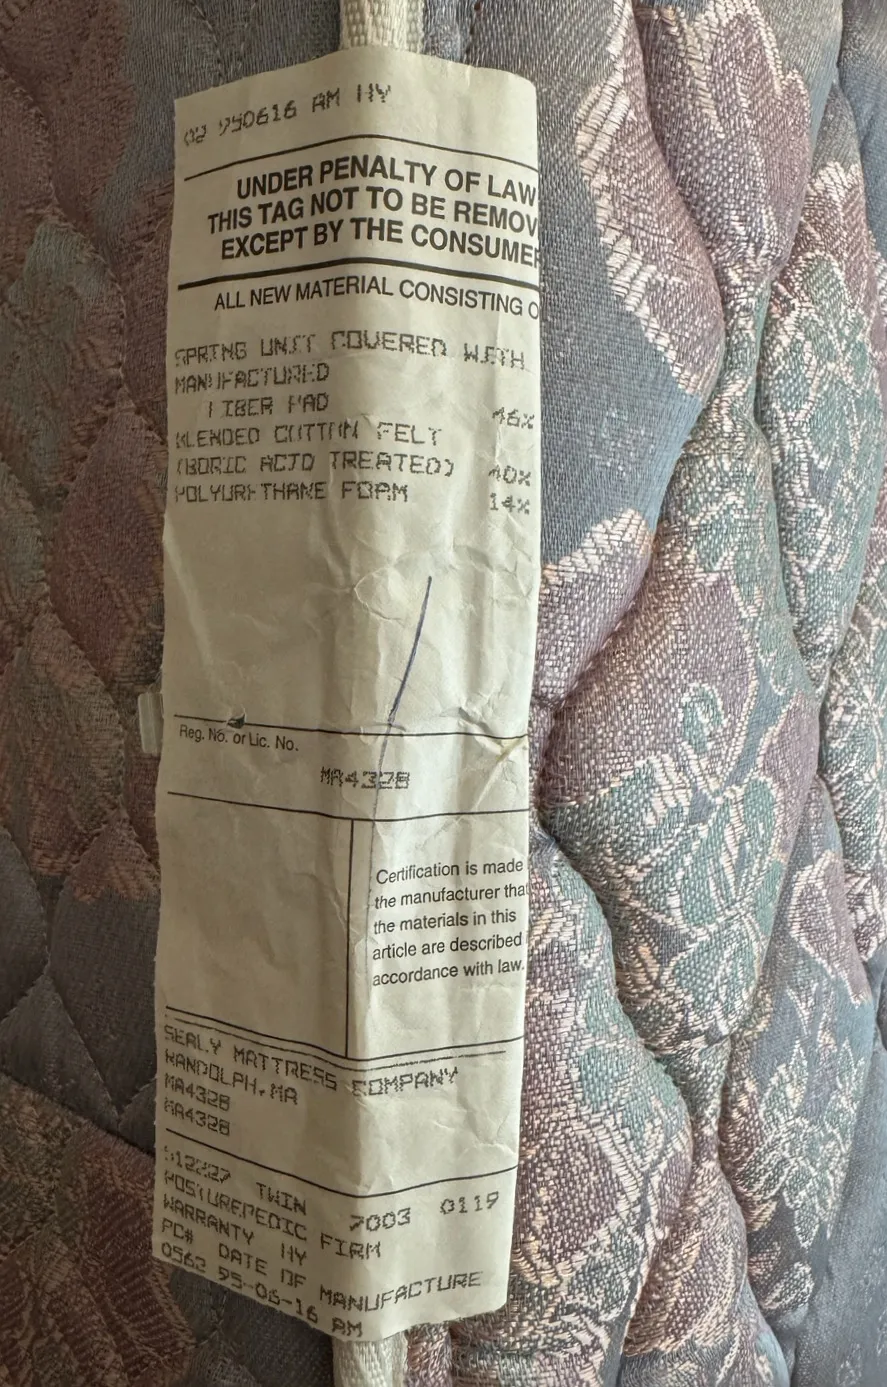 02 950616 AM HY
UNDER PENALTY OF LAW
THIS TAG NOT TO BE REMOV
EXCEPT BY THE CONSUMER
ALL NEW MATERIAL CONSISTING O
SPRING UNIT COVERED WITH
MANUFACTURED
FIBER PAD 46%
BLENDED COTTON FELT
(BORIC ACID TREATED) 40%
POLYURETHANE FOAM 14%
Reg. No. or Lic. No.
MA4328
Certification is made
the manufacturer that
the materials in this
article are described
accordance with law.
SEALY MATTRESS COMPANY
RANDOLPH, MA
MA4328
MA4328
512227 TWIN 7003 0119
POSTUREPEDIC FIRM
WARRANTY HY
PC# DATE OF MANUFACTURE
0562 95-06-16 AM